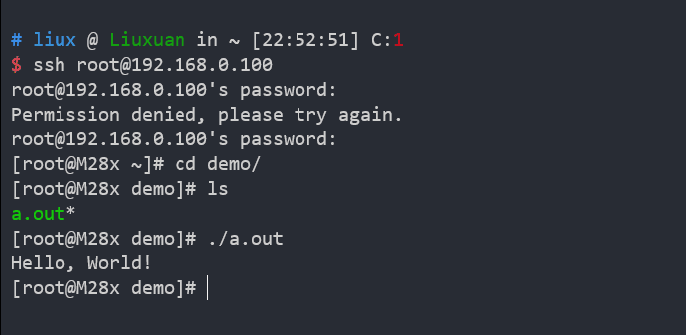 # liux @ Liuxuan in ~ [22:52:51] C:1
$ ssh root@192.168.0.100
root@192.168.0.100's password:
Permission denied, please try again.
root@192.168.0.100's password:
[root@M28x ~]# cd demo/
[root@M28x demo]# ls
a.out*
[root@M28x demo]# ./a.out
Hello, World!
[root@M28x demo]#